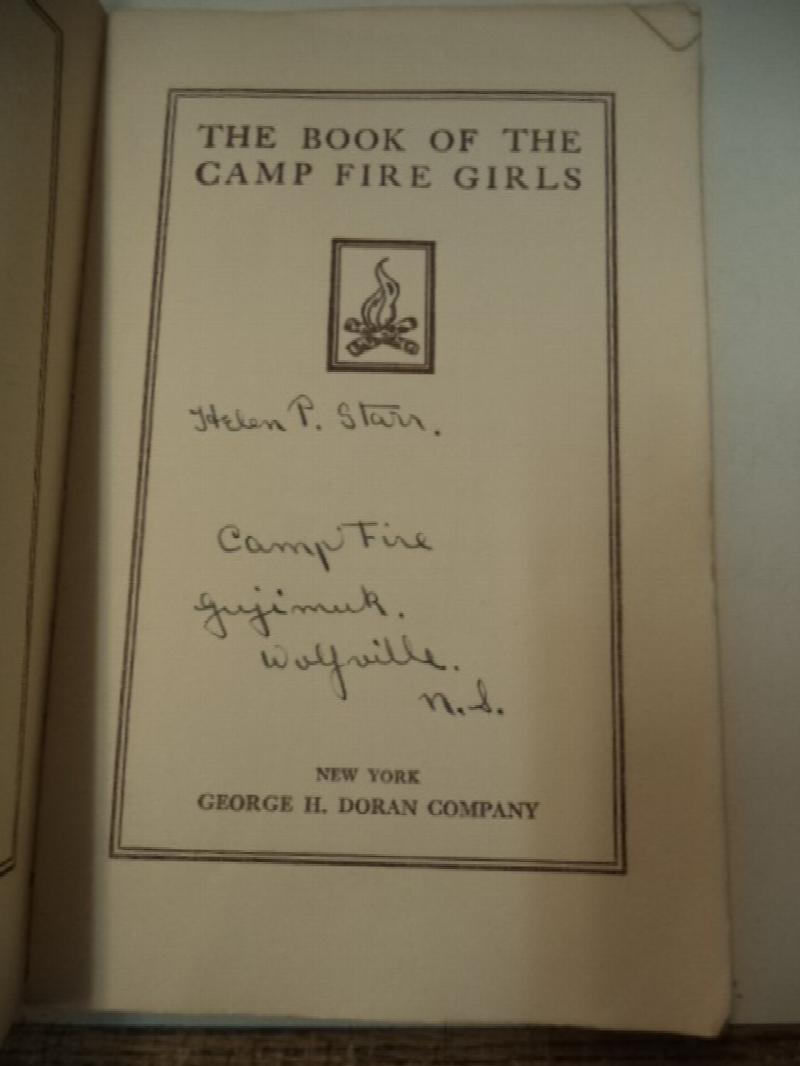 THE BOOK OF THE
CAMP FIRE GIRLS
Helen P. Starr.
Camp Fire
Gujimuk.
Wolfville.
N.S.
NEW YORK
GEORGE H. DORAN COMPANY